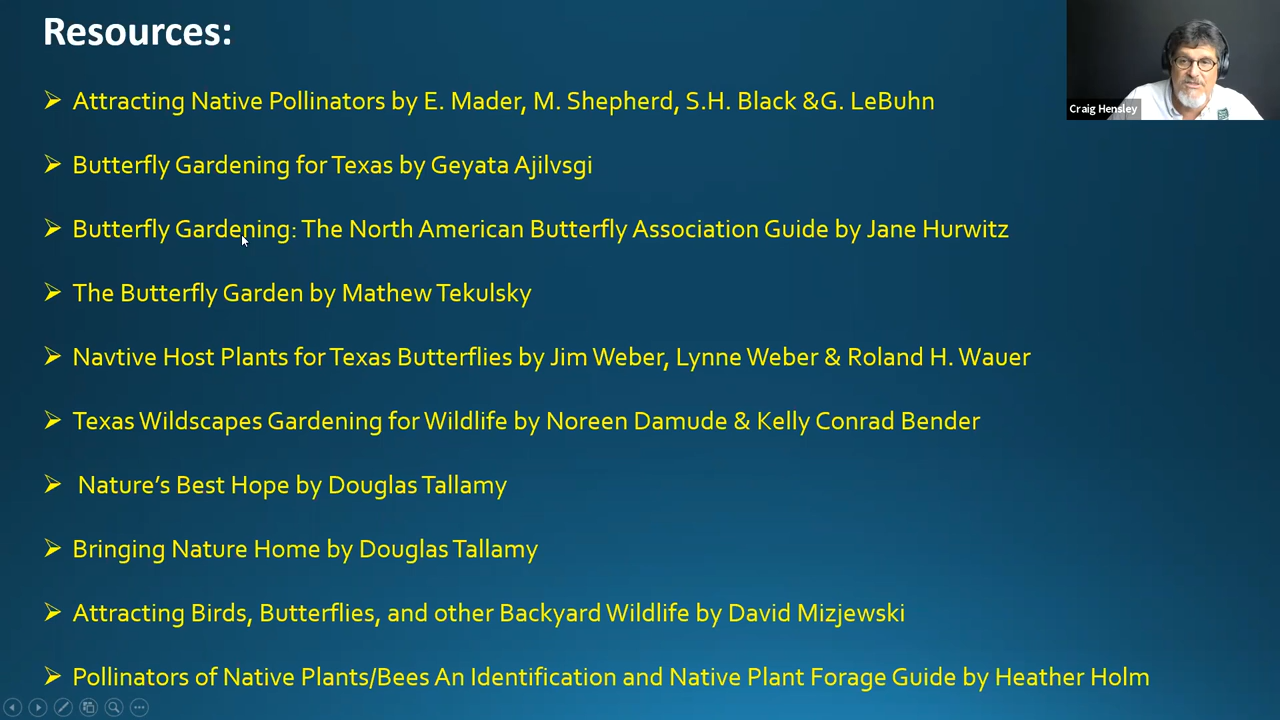 Resources:
Craig Hensley
Attracting Native Pollinators by E. Mader, M. Shepherd, S.H. Black &G. LeBuhn
Butterfly Gardening for Texas by Geyata Ajilvsgi
Butterfly Gardening: The North American Butterfly Association Guide by Jane Hurwitz
The Butterfly Garden by Mathew Tekulsky
Navtive Host Plants for Texas Butterflies by Jim Weber, Lynne Weber & Roland H. Wauer
Texas Wildscapes Gardening for Wildlife by Noreen Damude & Kelly Conrad Bender
Nature's Best Hope by Douglas Tallamy
Bringing Nature Home by Douglas Tallamy
Attracting Birds, Butterflies, and other Backyard Wildlife by David Mizjewski
Pollinators of Native Plants/Bees An Identification and Native Plant Forage Guide by Heather Holm